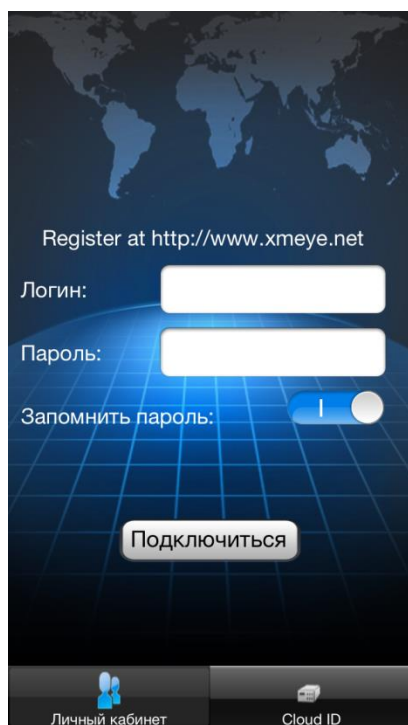 Register at http://www.xmeye.net
Логин:
Пароль:
Запомнить пароль:
Подключиться
Личный кабинет
Cloud ID